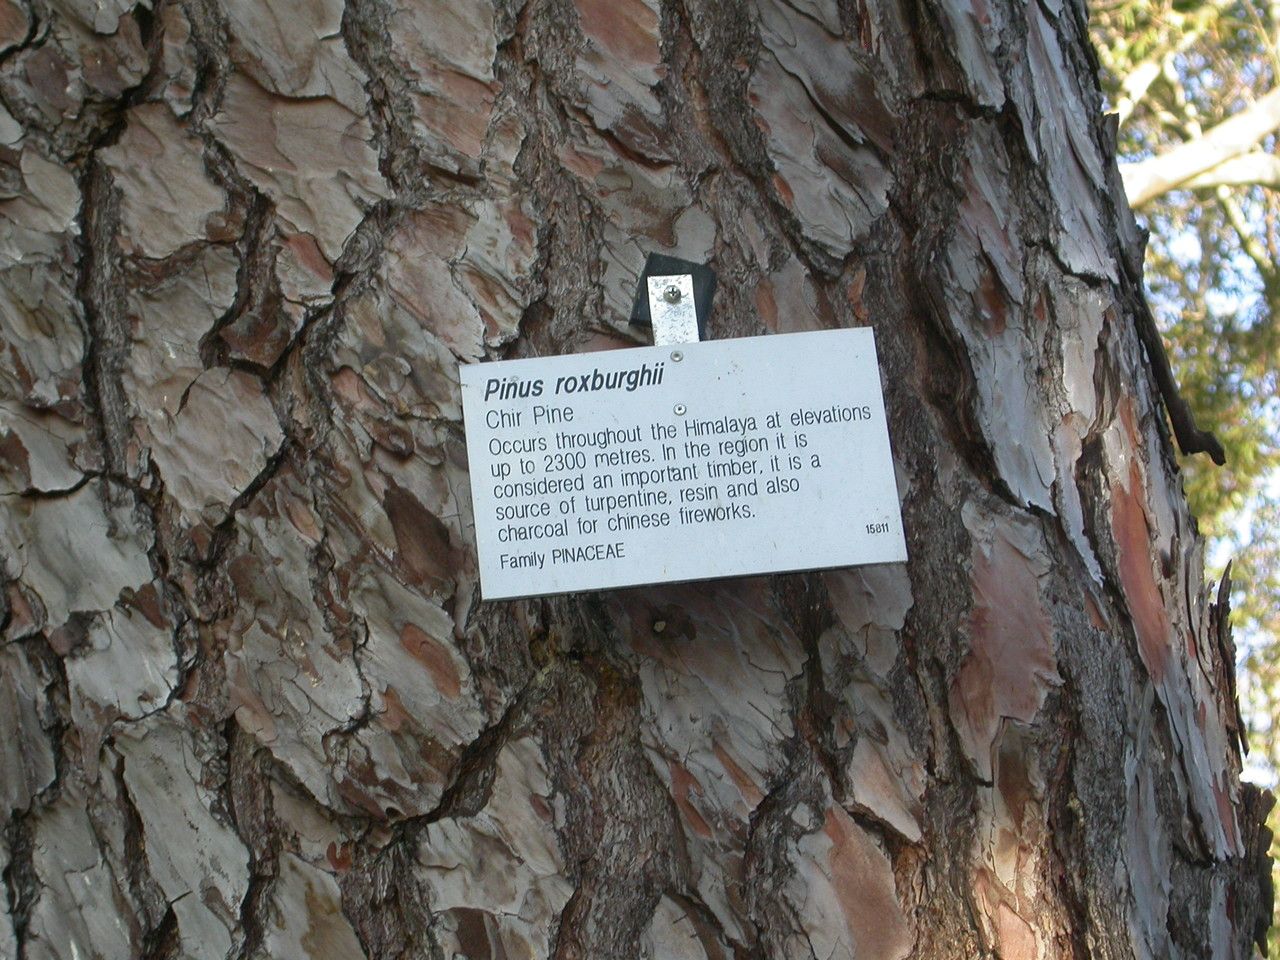 Pinus roxburghii
Chir Pine
Occurs throughout the Himalaya at elevations
up to 2300 metres. In the region it is
considered an important timber, it is a
source of turpentine, resin and also
charcoal for chinese fireworks.
15811
Family PINACEAE